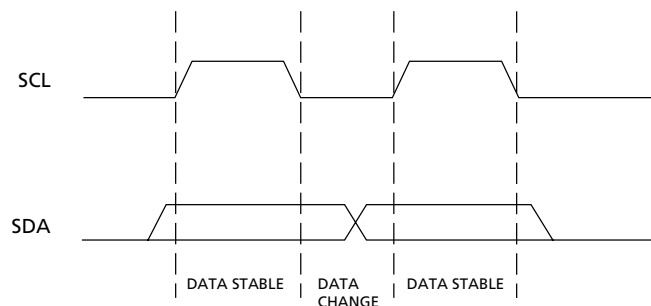 SCL
SDA
DATA STABLE
DATA
CHANGE
DATA STABLE